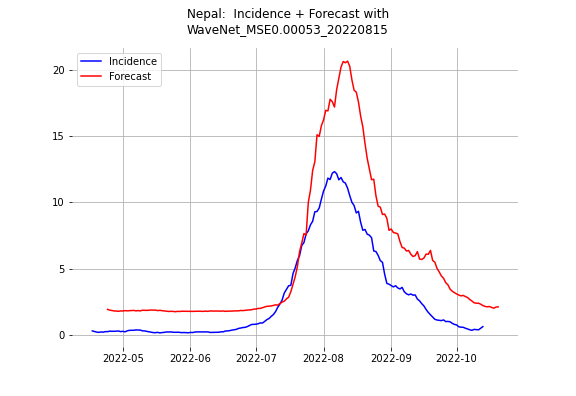 Nepal:  Incidence + Forecast with
WaveNet_MSE0.00053_20220815
Incidence
Forecast
20
15
10
5
0
2022-05 2022-06 2022-07 2022-08 2022-09 2022-10